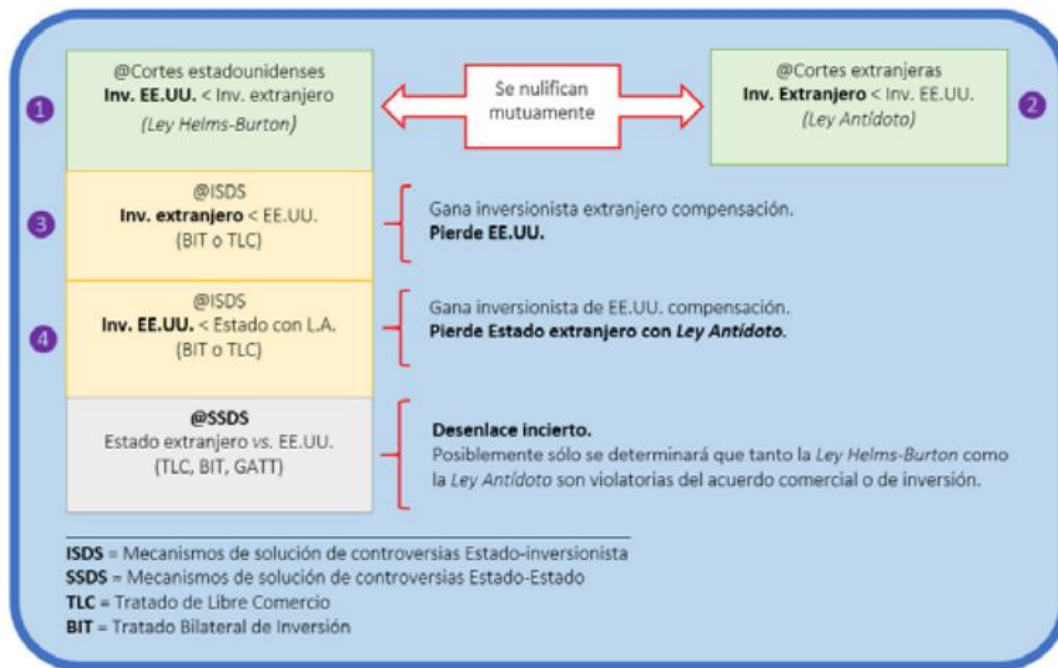 @Cortes estadounidenses
Inv. EE.UU. < Inv. extranjero
(Ley Helms-Burton)
1
Se nulifican
mutuamente
@Cortes extranjeras
Inv. Extranjero < Inv. EE.UU.
(Ley Antídoto)
2
@ISDS
Inv. extranjero < EE.UU.
(BIT o TLC)
3
Gana inversionista extranjero compensación.
Pierde EE.UU.
@ISDS
Inv. EE.UU. < Estado con L.A.
(BIT o TLC)
4
Gana inversionista de EE.UU. compensación.
Pierde Estado extranjero con Ley Antídoto.
@SSDS
Estado extranjero vs. EE.UU.
(TLC, BIT, GATT)
Desenlace incierto.
Posiblemente sólo se determinará que tanto la Ley Helms-Burton como
la Ley Antídoto son violatorias del acuerdo comercial o de inversión.
ISDS = Mecanismos de solución de controversias Estado-inversionista
SSDS = Mecanismos de solución de controversias Estado-Estado
TLC = Tratado de Libre Comercio
BIT = Tratado Bilateral de Inversión